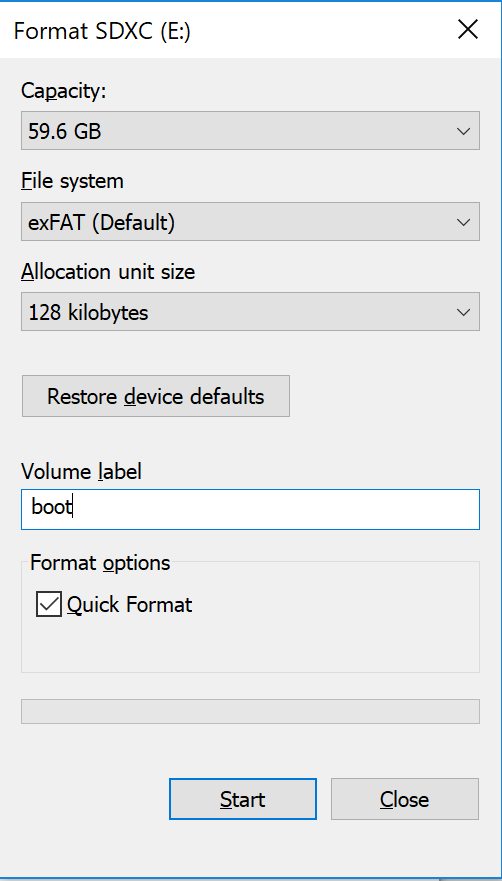 Format SDXC (E:)
Capacity:
59.6 GB
File system
exFAT (Default)
Allocation unit size
128 kilobytes
Restore device defaults
Volume label
boot
Format options
Quick Format
Start
Close